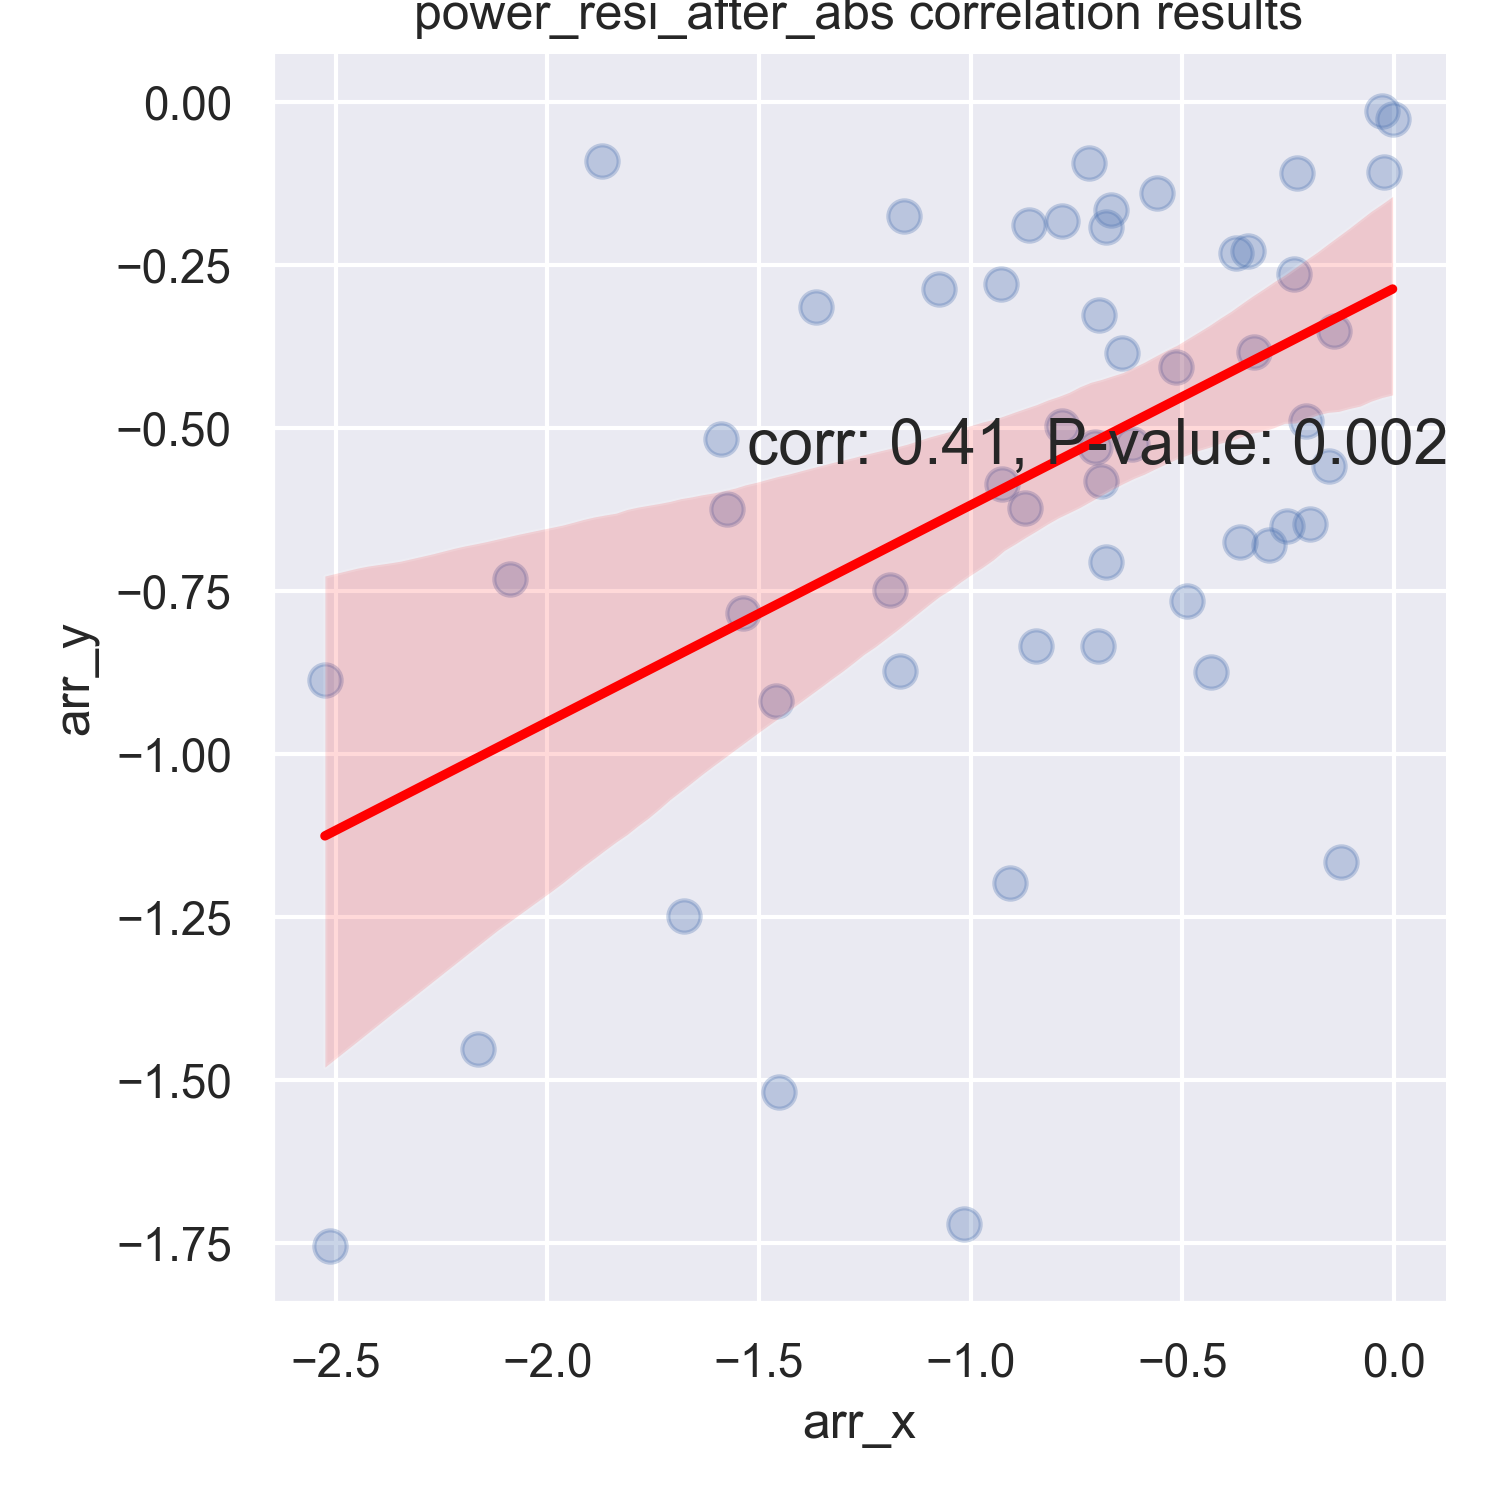 power_resi_after_abs correlation results
0.00
−0.25
−0.50
−0.75
−1.00
−1.25
−1.50
−1.75
corr: 0.41, P-value: 0.002
arr_y
−2.5 −2.0 −1.5 −1.0 −0.5 0.0
arr_x